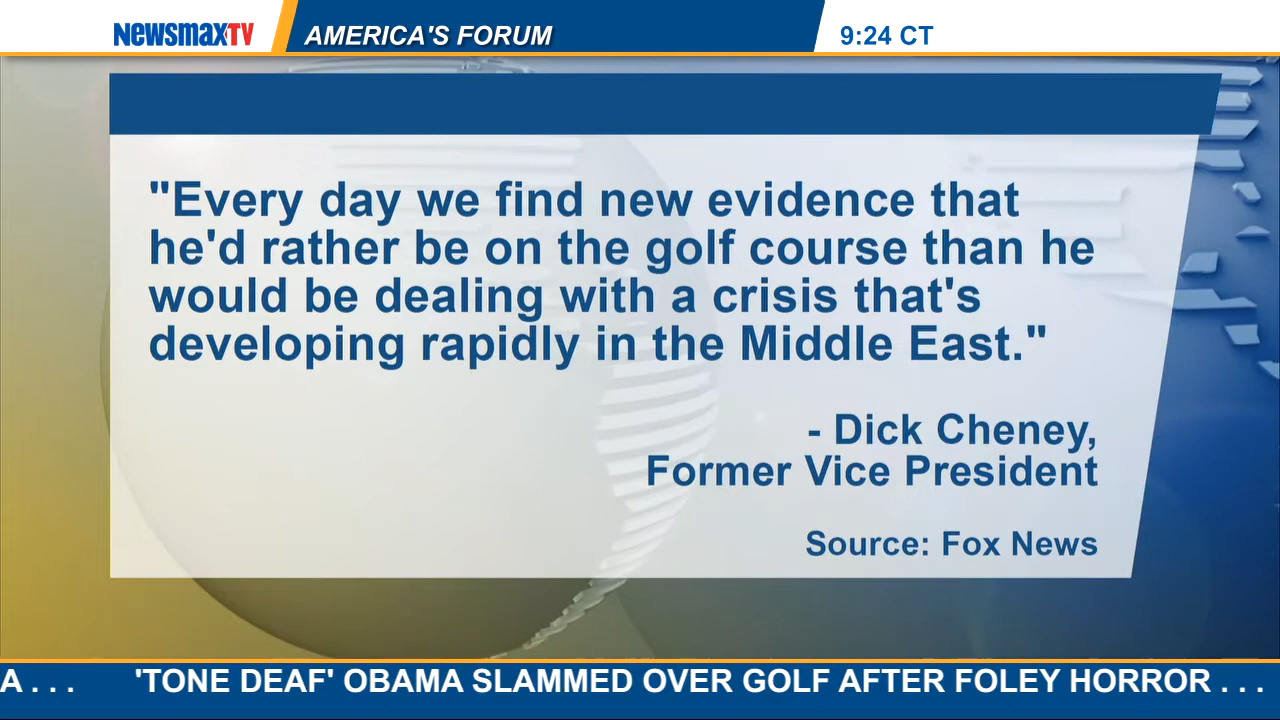 NEWSMAXTV
AMERICA'S FORUM
9:24 CT
"Every day we find new evidence that
he'd rather be on the golf course than he
would be dealing with a crisis that's
developing rapidly in the Middle East."
- Dick Cheney,
Former Vice President
Source: Fox News
A . . . 'TONE DEAF' OBAMA SLAMMED OVER GOLF AFTER FOLEY HORROR . . .